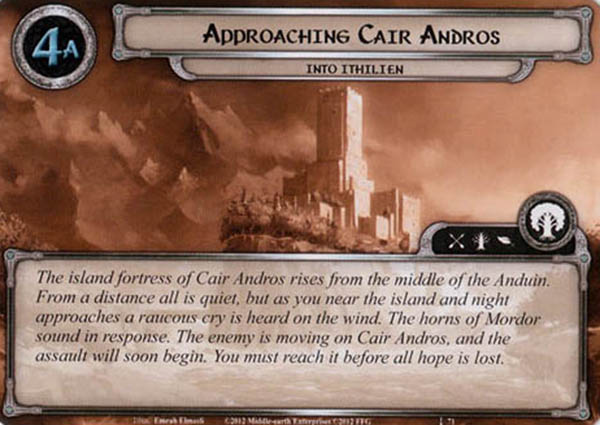 4A
APPROACHING CAIR ANDROS
INTO ITHILIEN
The island fortress of Cair Andros rises from the middle of the Anduin.
From a distance all is quiet, but as you near the island and night
approaches a raucous cry is heard on the wind. The horns of Mordor
sound in response. The enemy is moving on Cair Andros, and the
assault will soon begin. You must reach it before all hope is lost.
Illus. Emrah Elmasli ©2012 Middle-earth Enterprises ©2012 FFG 71